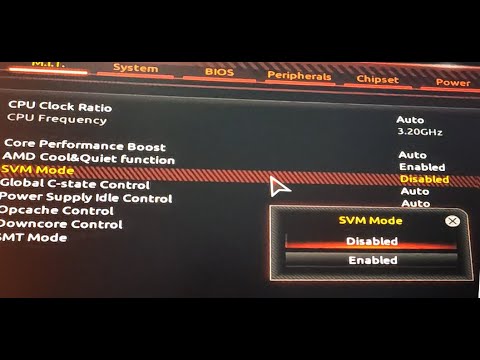 M.I.T.
System
BIOS
Peripherals
Chipset
Power
CPU Clock Ratio Auto
CPU Frequency 3.20GHz
Core Performance Boost Auto
AMD Cool&Quiet function Enabled
SVM Mode Disabled
Global C-state Control Auto
Power Supply Idle Control Auto
Opcache Control
Downcore Control
SMT Mode
SVM Mode
Disabled
Enabled